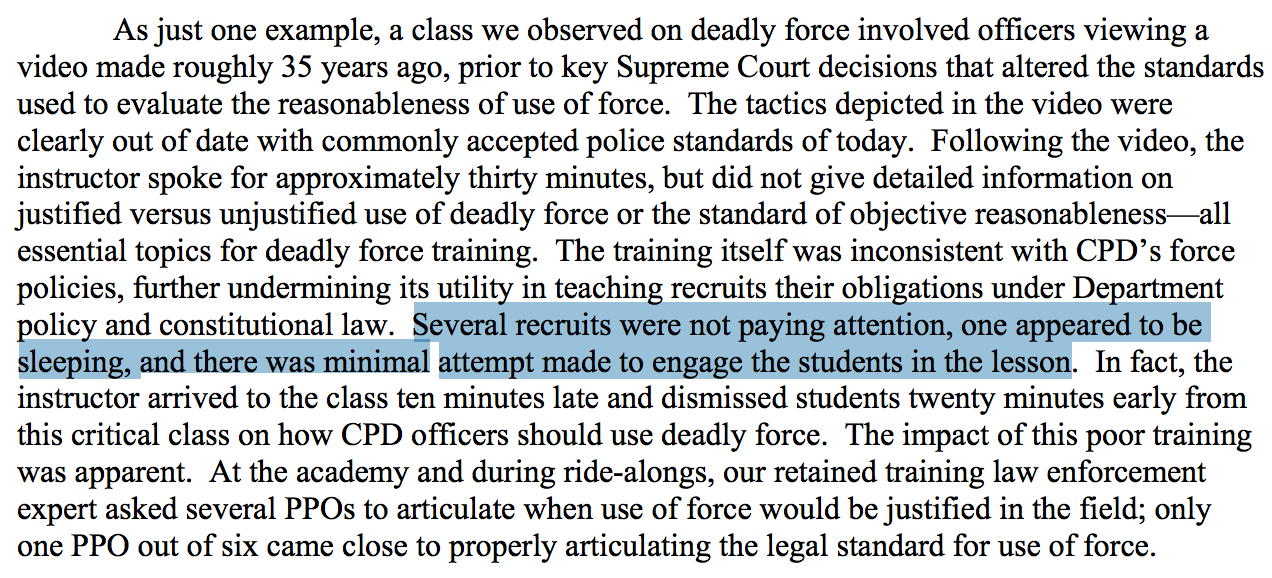 As just one example, a class we observed on deadly force involved officers viewing a
video made roughly 35 years ago, prior to key Supreme Court decisions that altered the standards
used to evaluate the reasonableness of use of force.  The tactics depicted in the video were
clearly out of date with commonly accepted police standards of today.  Following the video, the
instructor spoke for approximately thirty minutes, but did not give detailed information on
justified versus unjustified use of deadly force or the standard of objective reasonableness—all
essential topics for deadly force training.  The training itself was inconsistent with CPD’s force
policies, further undermining its utility in teaching recruits their obligations under Department
policy and constitutional law.  Several recruits were not paying attention, one appeared to be
sleeping, and there was minimal attempt made to engage the students in the lesson.  In fact, the
instructor arrived to the class ten minutes late and dismissed students twenty minutes early from
this critical class on how CPD officers should use deadly force.  The impact of this poor training
was apparent.  At the academy and during ride-alongs, our retained training law enforcement
expert asked several PPOs to articulate when use of force would be justified in the field; only
one PPO out of six came close to properly articulating the legal standard for use of force.